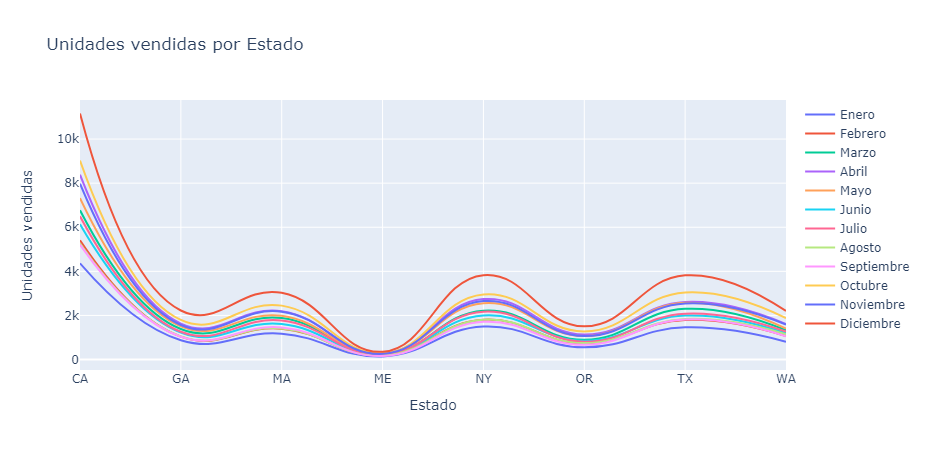 Unidades vendidas por Estado
Unidades vendidas
10k
8k
6k
4k
2k
0
CA GA MA ME NY OR TX WA
Estado
Enero
Febrero
Marzo
Abril
Mayo
Junio
Julio
Agosto
Septiembre
Octubre
Noviembre
Diciembre